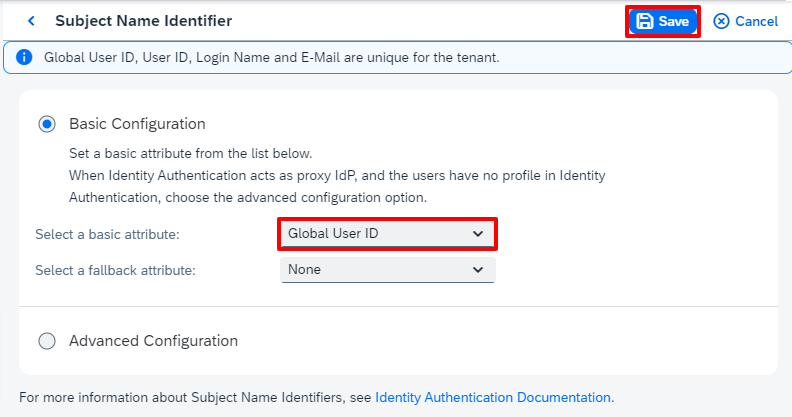 Subject Name Identifier
Save
Cancel
Global User ID, User ID, Login Name and E-Mail are unique for the tenant.
Basic Configuration
Set a basic attribute from the list below.
When Identity Authentication acts as proxy IdP, and the users have no profile in Identity
Authentication, choose the advanced configuration option.
Select a basic attribute:
Global User ID
Select a fallback attribute:
None
Advanced Configuration
For more information about Subject Name Identifiers, see Identity Authentication Documentation.